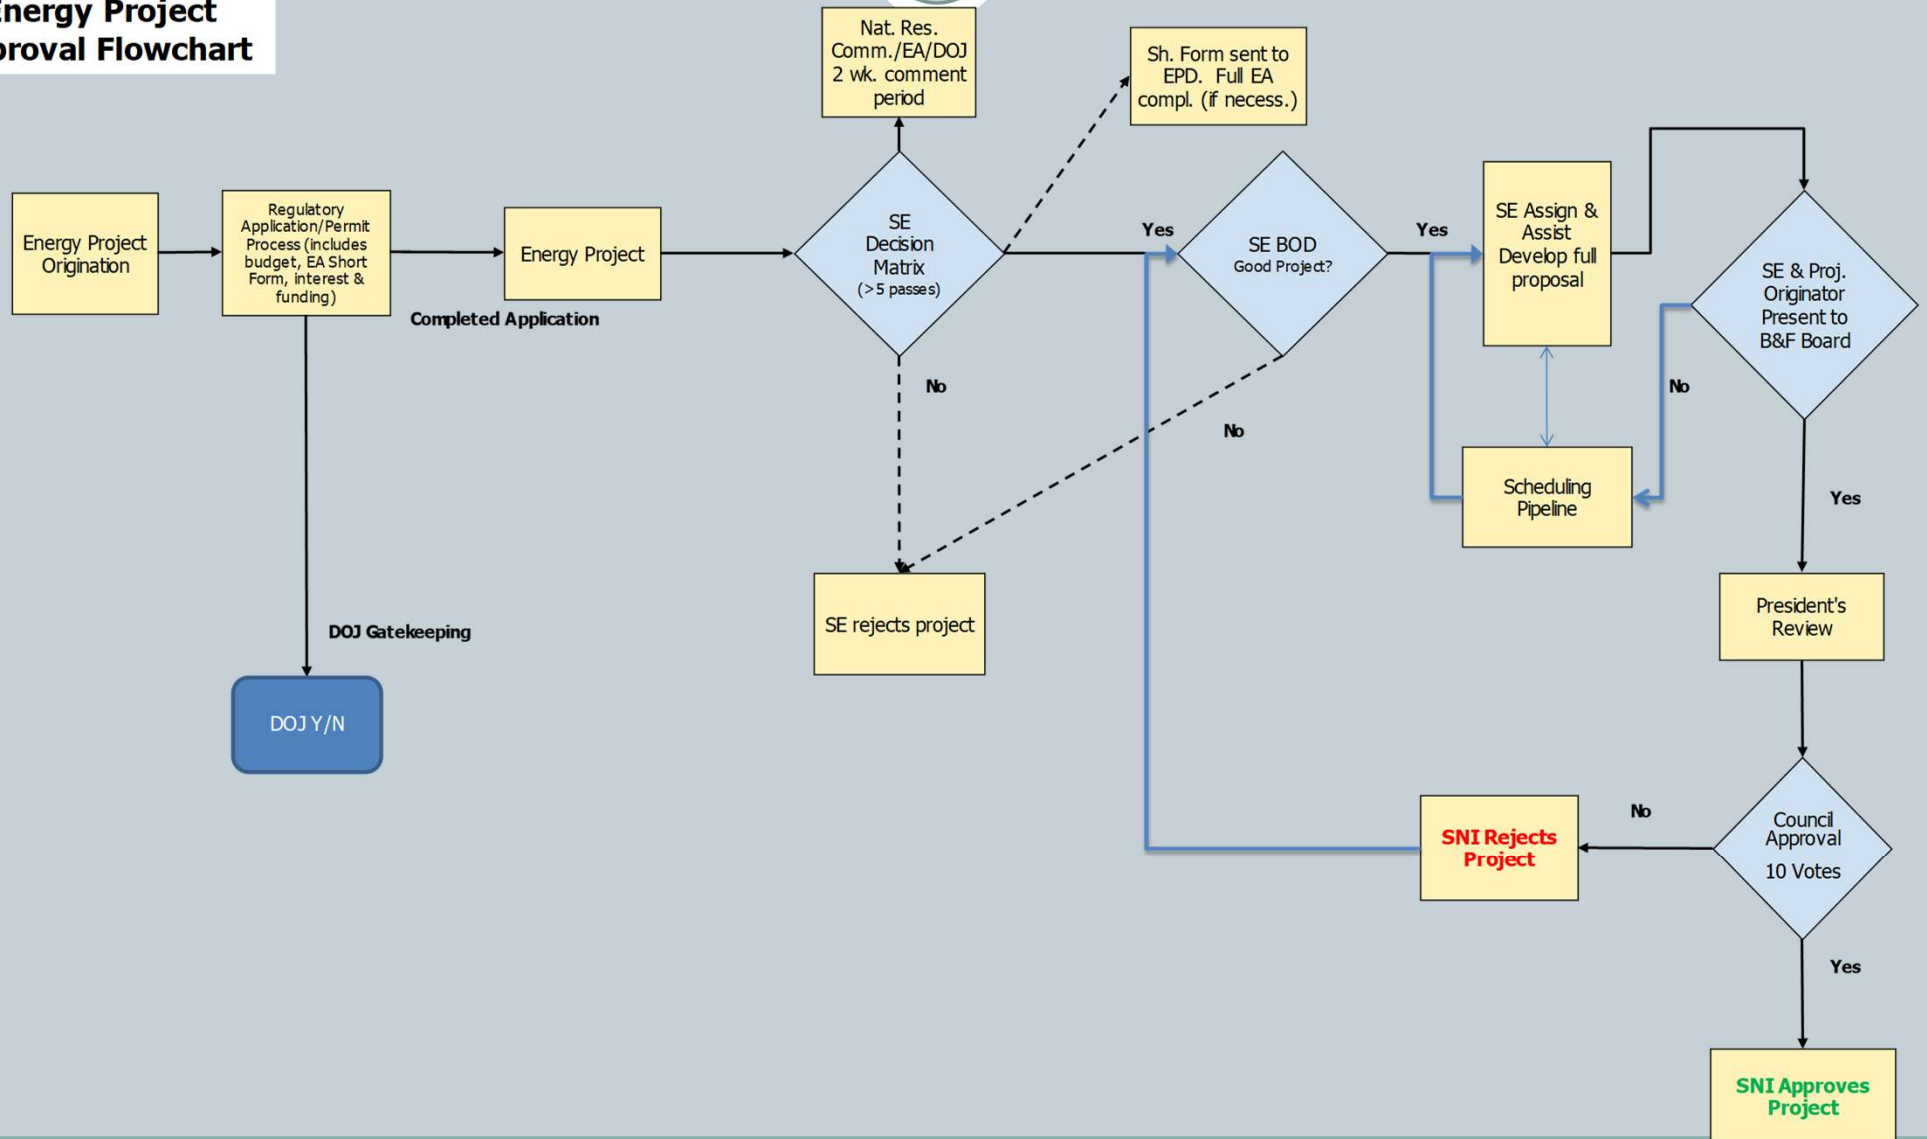 Energy Project
proval Flowchart
Nat. Res.
Comm./EA/DOJ
2 wk. comment
period
Sh. Form sent to
EPD. Full EA
compl. (if necess.)
Energy Project
Origination
Regulatory
Application/Permit
Process (includes
budget, EA Short
Form, interest &
funding)
Completed Application
Energy Project
SE
Decision
Matrix
(>5 passes)
Yes
SE BOD
Good Project?
Yes
SE Assign &
Assist
Develop full
proposal
SE & Proj.
Originator
Present to
B&F Board
No
No
No
Scheduling
Pipeline
Yes
SE rejects project
President's
Review
DOJ Gatekeeping
DOJ Y/N
SNI Rejects
Project
No
Council
Approval
10 Votes
Yes
SNI Approves
Project